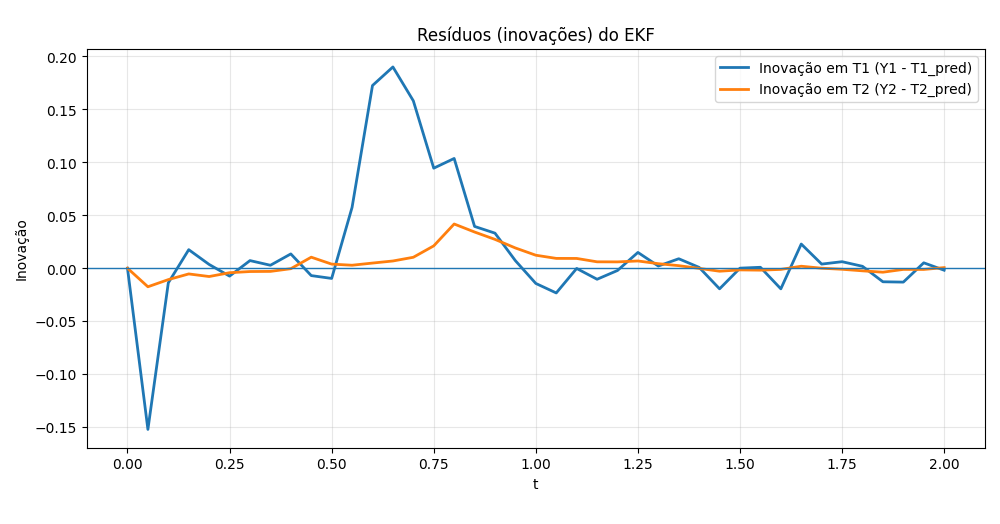 Resíduos (inovações) do EKF
Inovação em T1 (Y1 - T1_pred)
Inovação em T2 (Y2 - T2_pred)
Inovação
0.20
0.15
0.10
0.05
0.00
−0.05
−0.10
−0.15
0.00 0.25 0.50 0.75 1.00 1.25 1.50 1.75 2.00
t